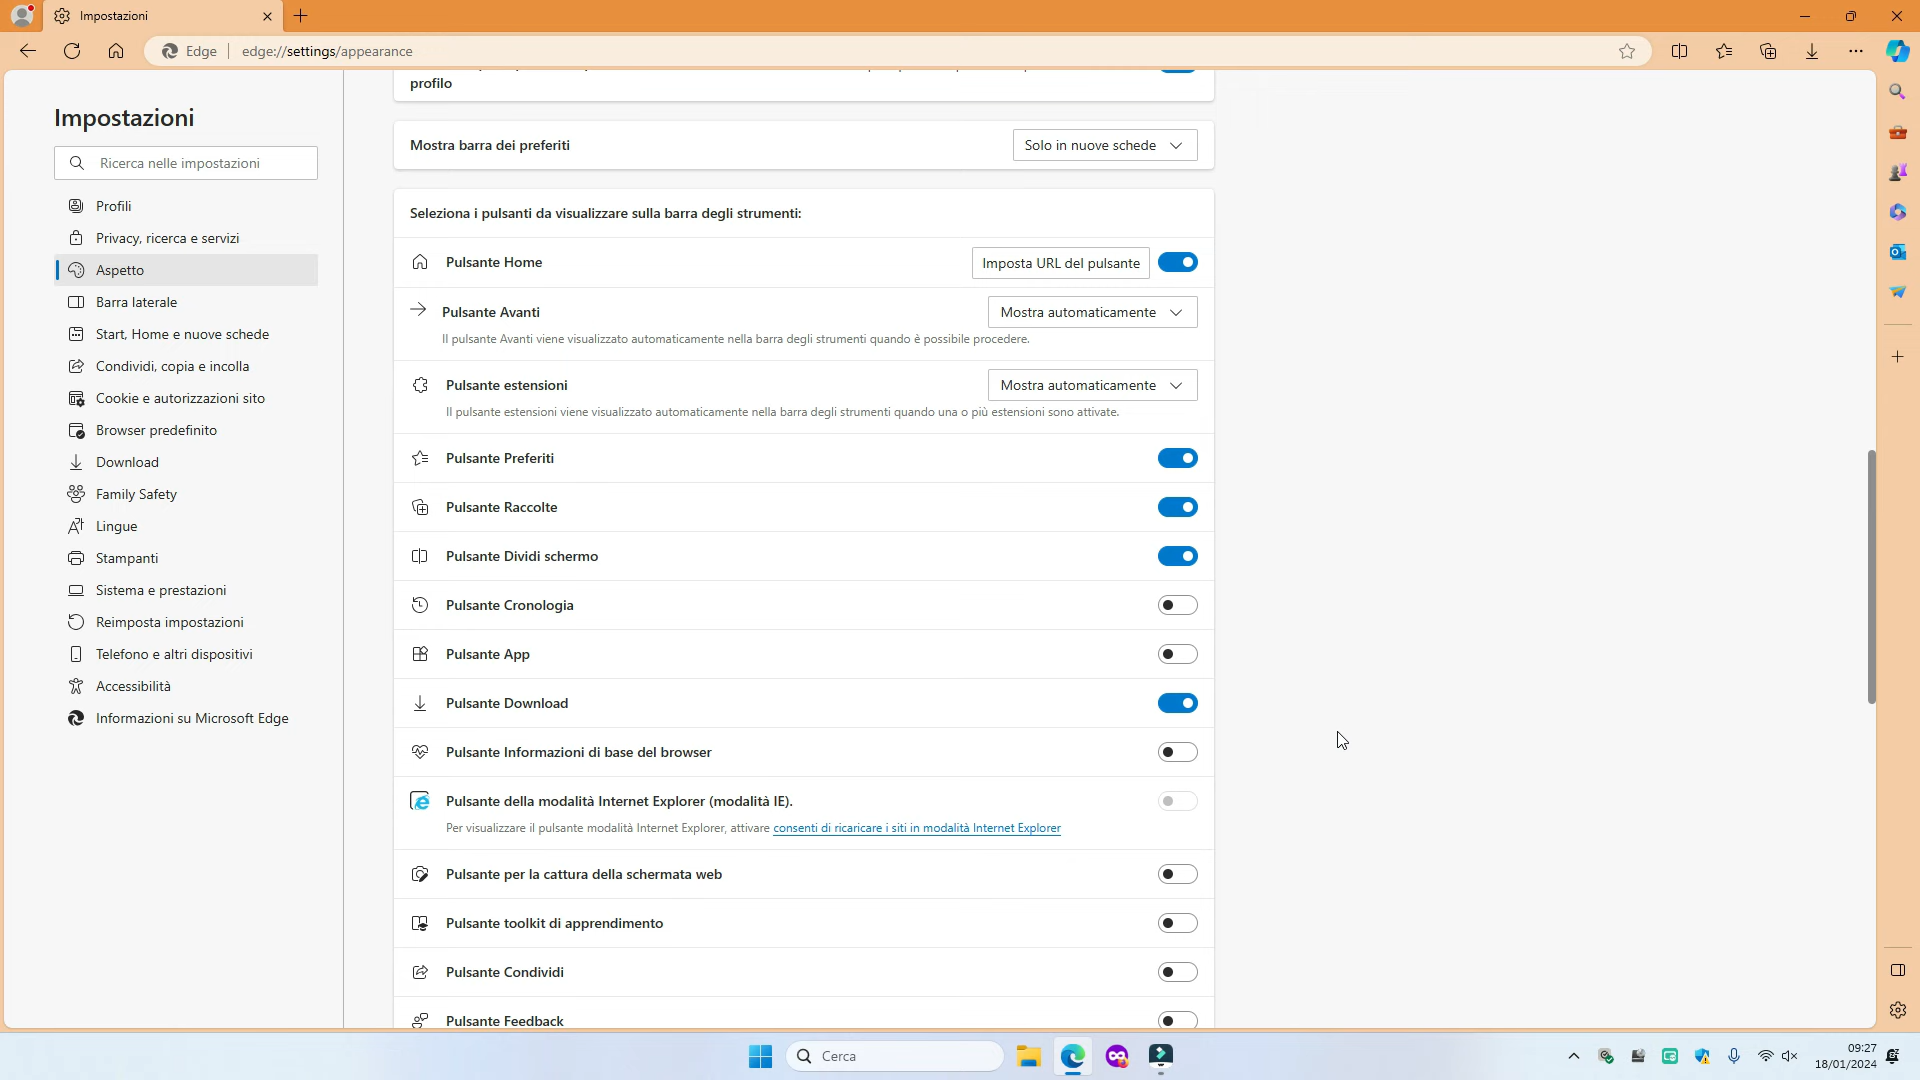 Impostazioni
Edge
edge://settings/appearance
profilo
Impostazioni
Ricerca nelle impostazioni
Profili
Privacy, ricerca e servizi
Aspetto
Barra laterale
Start, Home e nuove schede
Condividi, copia e incolla
Cookie e autorizzazioni sito
Browser predefinito
Download
Family Safety
Lingue
Stampanti
Sistema e prestazioni
Reimposta impostazioni
Telefono e altri dispositivi
Accessibilità
Informazioni su Microsoft Edge
Mostra barra dei preferiti
Solo in nuove schede
Seleziona i pulsanti da visualizzare sulla barra degli strumenti:
Pulsante Home
Imposta URL del pulsante
Pulsante Avanti
Mostra automaticamente
Il pulsante Avanti viene visualizzato automaticamente nella barra degli strumenti quando è possibile procedere.
Pulsante estensioni
Mostra automaticamente
Il pulsante estensioni viene visualizzato automaticamente nella barra degli strumenti quando una o più estensioni sono attivate.
Pulsante Preferiti
Pulsante Raccolte
Pulsante Dividi schermo
Pulsante Cronologia
Pulsante App
Pulsante Download
Pulsante Informazioni di base del browser
Pulsante della modalità Internet Explorer (modalità IE).
Per visualizzare il pulsante modalità Internet Explorer, attivare consenti di ricaricare i siti in modalità Internet Explorer
Pulsante per la cattura della schermata web
Pulsante toolkit di apprendimento
Pulsante Condividi
Pulsante Feedback
Cerca
09:27
18/01/2024